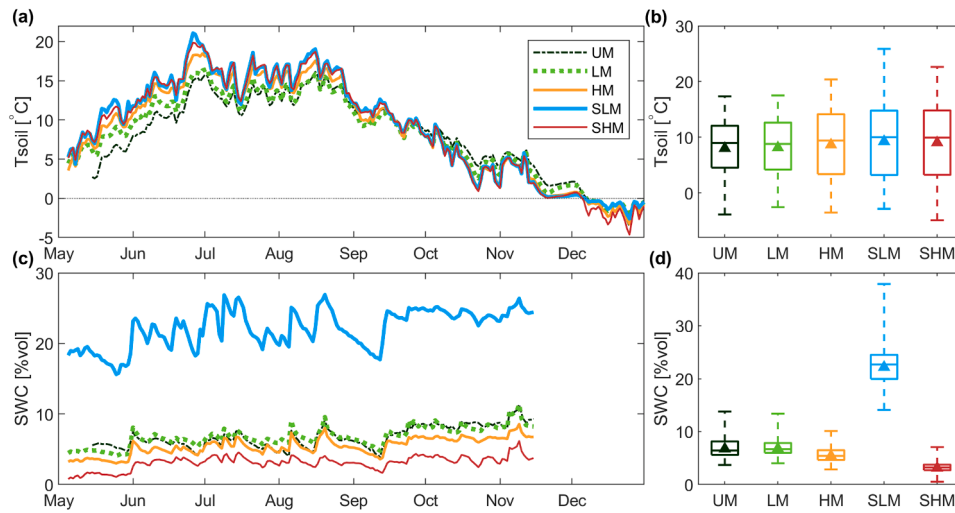 (a)
Tsoil [°C]
20
15
10
5
0
-5
May Jun Jul Aug Sep Oct Nov Dec
UM
LM
HM
SLM
SHM
(b)
Tsoil [°C]
30
20
10
0
UM LM HM SLM SHM
(c)
SWC [%vol]
30
20
10
0
May Jun Jul Aug Sep Oct Nov Dec
(d)
SWC [%vol]
40
30
20
10
0
UM LM HM SLM SHM